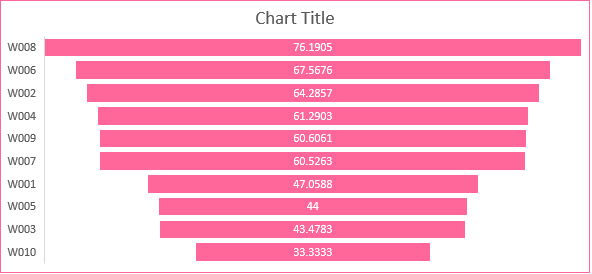 Chart Title
W008 76.1905
W006 67.5676
W002 64.2857
W004 61.2903
W009 60.6061
W007 60.5263
W001 47.0588
W005 44
W003 43.4783
W010 33.3333